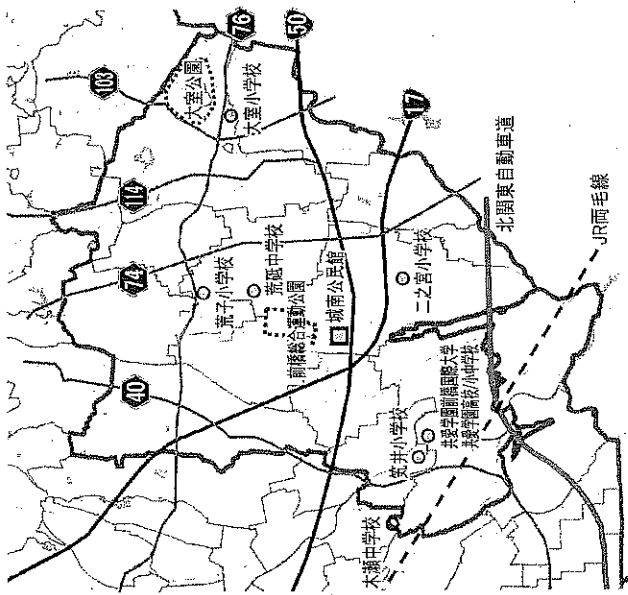 103
76
50
大室公園
大室小学校
114
17
74
荒子小学校
荒砥中学校
前橋総合運動公園
城南公民館
二之宮小学校
北関東自動車道
JR両毛線
40
笂井小学校
共愛学園前橋国際大学
共愛学園高校/小中学校
木瀬中学校